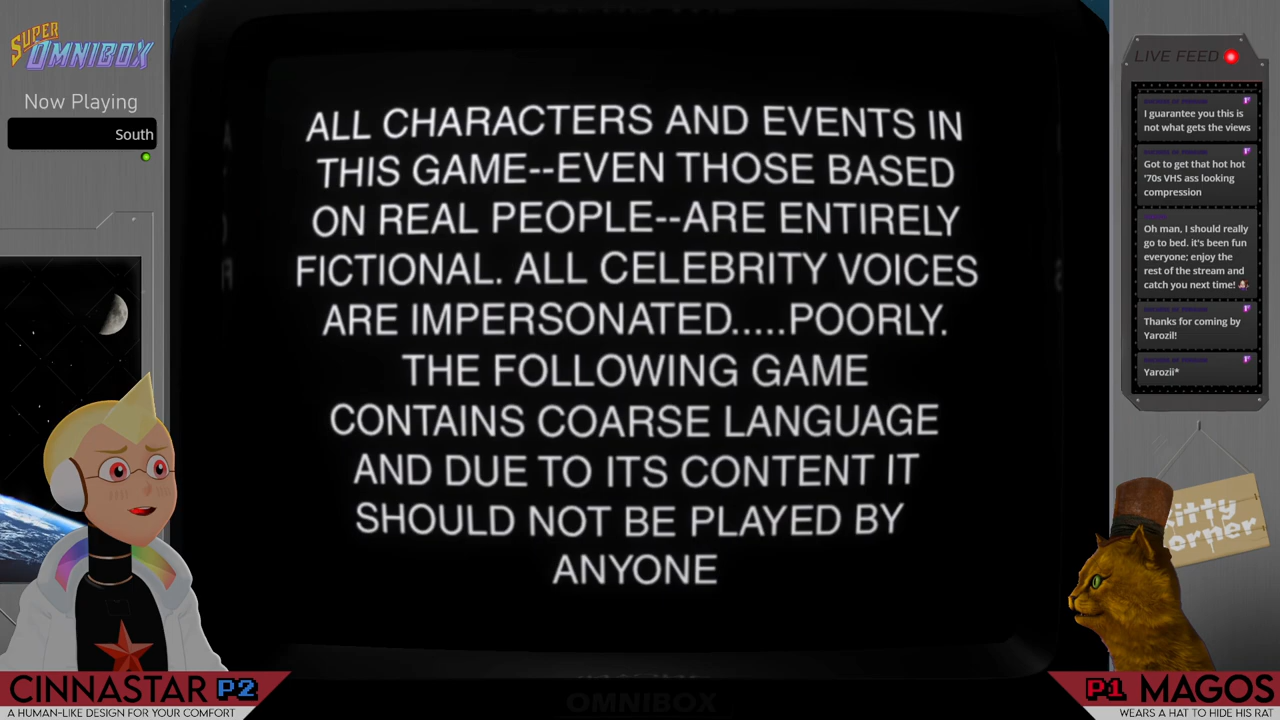 SUPER
OMNIBOX
Now Playing
South
ALL CHARACTERS AND EVENTS IN
THIS GAME--EVEN THOSE BASED
ON REAL PEOPLE--ARE ENTIRELY
FICTIONAL. ALL CELEBRITY VOICES
ARE IMPERSONATED.....POORLY.
THE FOLLOWING GAME
CONTAINS COARSE LANGUAGE
AND DUE TO ITS CONTENT IT
SHOULD NOT BE PLAYED BY
ANYONE
OMNIBOX
LIVE FEED
I guarantee you this is
not what gets the views
Got to get that hot hot
'70s VHS ass looking
compression
Oh man, I should really
go to bed. it's been fun
everyone; enjoy the
rest of the stream and
catch you next time!
Thanks for coming by
Yarozil!
Yarozii*
itty
orner
CINNASTAR P2
A HUMAN-LIKE DESIGN FOR YOUR COMFORT
P1 MAGOS
WEARS A HAT TO HIDE HIS RAT